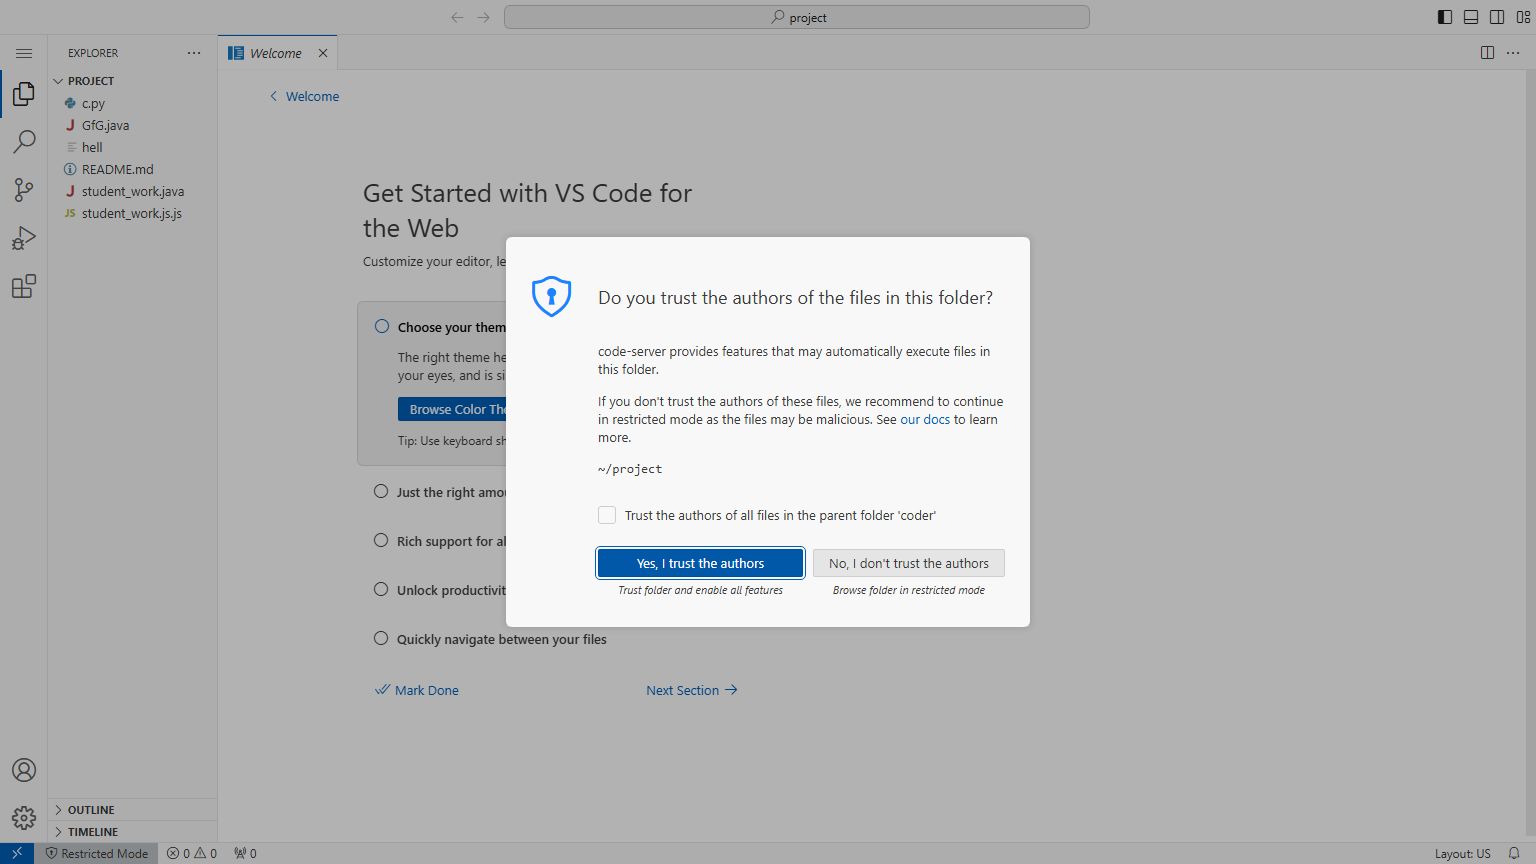 project
EXPLORER
Welcome
PROJECT
c.py
GfG.java
hell
README.md
student_work.java
student_work.js.js
Welcome
Get Started with VS Code for
the Web
Customize your editor, le
Choose your them
The right theme he
your eyes, and is si
Browse Color The
Tip: Use keyboard sh
Just the right amou
Rich support for al
Unlock productivit
Quickly navigate between your files
Mark Done
Next Section
Do you trust the authors of the files in this folder?
code-server provides features that may automatically execute files in
this folder.
If you don't trust the authors of these files, we recommend to continue
in restricted mode as the files may be malicious. See our docs to learn
more.
~/project
Trust the authors of all files in the parent folder 'coder'
Yes, I trust the authors
No, I don't trust the authors
Trust folder and enable all features
Browse folder in restricted mode
OUTLINE
TIMELINE
Restricted Mode
0 0
0
Layout: US